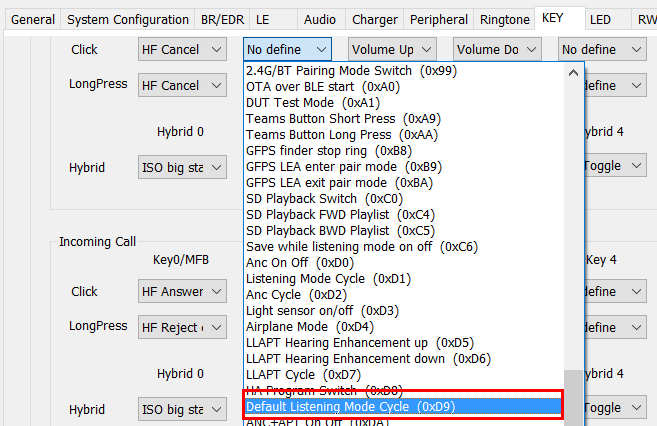 General System Configuration BR/EDR LE Audio Charger Peripheral Ringtone KEY LED RW
Click HF Cancel No define Volume Up Volume Do No define
2.4G/BT Pairing Mode Switch (0x99)
LongPress HF Cancel OTA over BLE start (0xA0) define
DUT Test Mode (0xA1)
Teams Button Short Press (0xA9)
Hybrid 0 Teams Button Long Press (0xAA) ybrid 4
GFPS finder stop ring (0xB8)
Hybrid ISO big sta GFPS LEA enter pair mode (0xB9) Toggle
GFPS LEA exit pair mode (0xBA)
SD Playback Switch (0xC0)
SD Playback FWD Playlist (0xC4)
SD Playback BWD Playlist (0xC5)
Incoming Call Save while listening mode on off (0xC6)
Key0/MFB Anc On Off (0xD0) Key 4
Listening Mode Cycle (0xD1)
Click HF Answer Anc Cycle (0xD2) define
Light sensor on/off (0xD3)
LongPress HF Reject Airplane Mode (0xD4) define
LLAPT Hearing Enhancement up (0xD5)
LLAPT Hearing Enhancement down (0xD6)
Hybrid 0 LLAPT Cycle (0xD7) ybrid 4
HA Program Switch (0xD8)
Hybrid ISO big sta Default Listening Mode Cycle (0xD9) Toggle
ANC+APT On Off (0xDA)